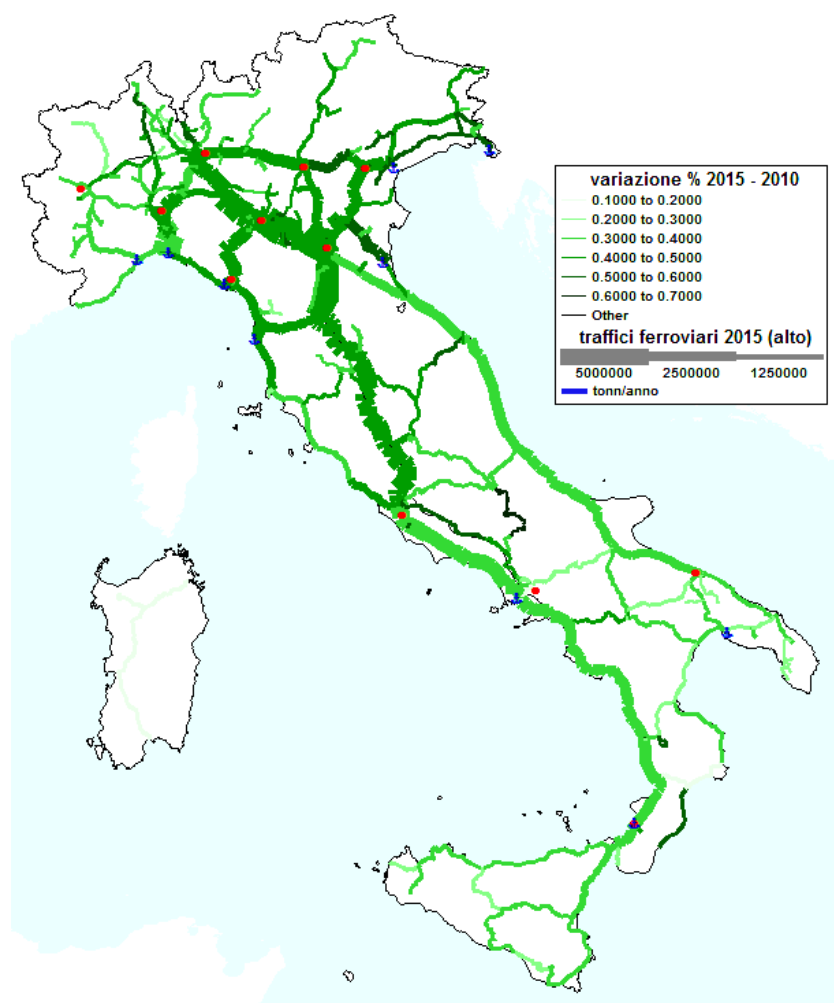 variazione % 2015 - 2010
0.1000 to 0.2000
0.2000 to 0.3000
0.3000 to 0.4000
0.4000 to 0.5000
0.5000 to 0.6000
0.6000 to 0.7000
Other
traffici ferroviari 2015 (alto)
5000000 2500000 1250000
tonn/anno